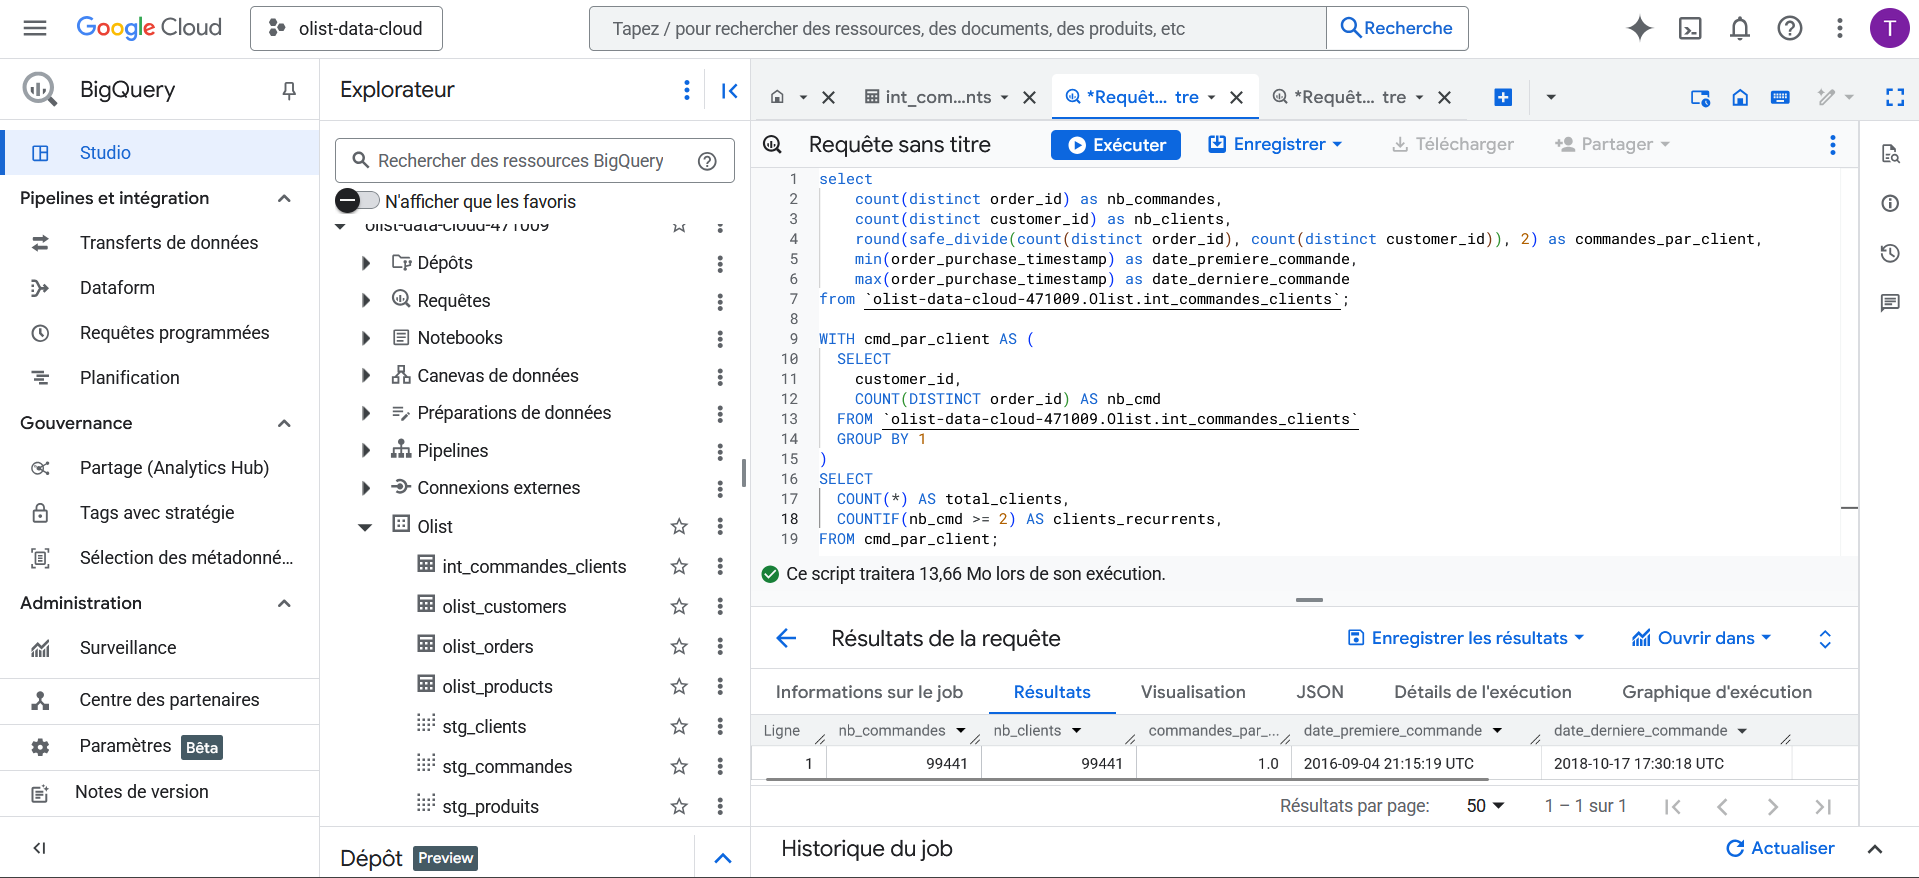 Google Cloud
olist-data-cloud
Tapez / pour rechercher des ressources, des documents, des produits, etc
Recherche
T
BigQuery
Studio
Pipelines et intégration
Transferts de données
Dataform
Requêtes programmées
Planification
Gouvernance
Partage (Analytics Hub)
Tags avec stratégie
Sélection des métadonné...
Administration
Surveillance
Centre des partenaires
Paramètres Bêta
Notes de version
Explorateur
Rechercher des ressources BigQuery
N'afficher que les favoris
olist-data-cloud-471009
Dépôts
Requêtes
Notebooks
Canevas de données
Préparations de données
Pipelines
Connexions externes
Olist
int_commandes_clients
olist_customers
olist_orders
olist_products
stg_clients
stg_commandes
stg_produits
Dépôt Preview
int_com...nts
*Requêt... tre
*Requêt... tre
Requête sans titre
Exécuter
Enregistrer
Télécharger
Partager
1 select
2 count(distinct order_id) as nb_commandes,
3 count(distinct customer_id) as nb_clients,
4 round(safe_divide(count(distinct order_id), count(distinct customer_id)), 2) as commandes_par_client,
5 min(order_purchase_timestamp) as date_premiere_commande,
6 max(order_purchase_timestamp) as date_derniere_commande
7 from `olist-data-cloud-471009.Olist.int_commandes_clients`;
8
9 WITH cmd_par_client AS (
10 SELECT
11 customer_id,
12 COUNT(DISTINCT order_id) AS nb_cmd
13 FROM `olist-data-cloud-471009.Olist.int_commandes_clients`
14 GROUP BY 1
15 )
16 SELECT
17 COUNT(*) AS total_clients,
18 COUNTIF(nb_cmd >= 2) AS clients_recurrents,
19 FROM cmd_par_client;
Ce script traitera 13,66 Mo lors de son exécution.
Résultats de la requête
Enregistrer les résultats
Ouvrir dans
Informations sur le job Résultats Visualisation JSON Détails de l'exécution Graphique d'exécution
Ligne nb_commandes nb_clients commandes_par_... date_premiere_commande date_derniere_commande
1 99441 99441 1.0 2016-09-04 21:15:19 UTC 2018-10-17 17:30:18 UTC
Résultats par page: 50 1 – 1 sur 1
Historique du job
Actualiser